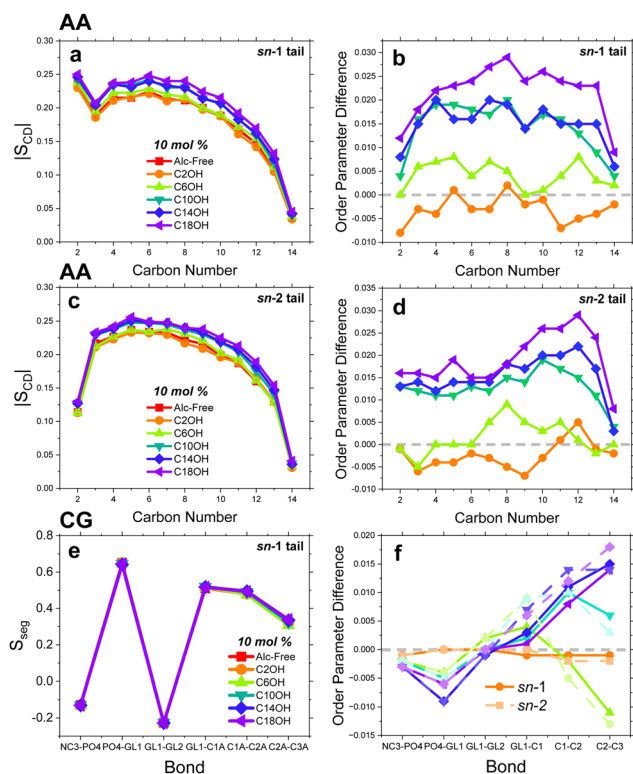 AA
a
sn-1 tail
|S_CD|
0.30
0.25
0.20
0.15
0.10
0.05
0.00
10 mol %
Alc-Free
C2OH
C6OH
C10OH
C14OH
C18OH
2 4 6 8 10 12 14
Carbon Number
b
sn-1 tail
Order Parameter Difference
0.030
0.025
0.020
0.015
0.010
0.005
0.000
-0.005
-0.010
2 4 6 8 10 12 14
Carbon Number
AA
c
sn-2 tail
|S_CD|
0.30
0.25
0.20
0.15
0.10
0.05
0.00
10 mol %
Alc-Free
C2OH
C6OH
C10OH
C14OH
C18OH
2 4 6 8 10 12 14
Carbon Number
d
sn-2 tail
Order Parameter Difference
0.030
0.025
0.020
0.015
0.010
0.005
0.000
-0.005
-0.010
2 4 6 8 10 12 14
Carbon Number
CG
e
sn-1 tail
S_seg
0.8
0.6
0.4
0.2
0.0
-0.2
10 mol %
Alc-Free
C2OH
C6OH
C10OH
C14OH
C18OH
NC3-PO4 PO4-GL1 GL1-GL2 GL1-C1A C1A-C2A C2A-C3A
Bond
f
Order Parameter Difference
0.020
0.015
0.010
0.005
0.000
-0.005
-0.010
-0.015
sn-1
sn-2
NC3-PO4 PO4-GL1 GL1-GL2 GL1-C1 C1-C2 C2-C3
Bond